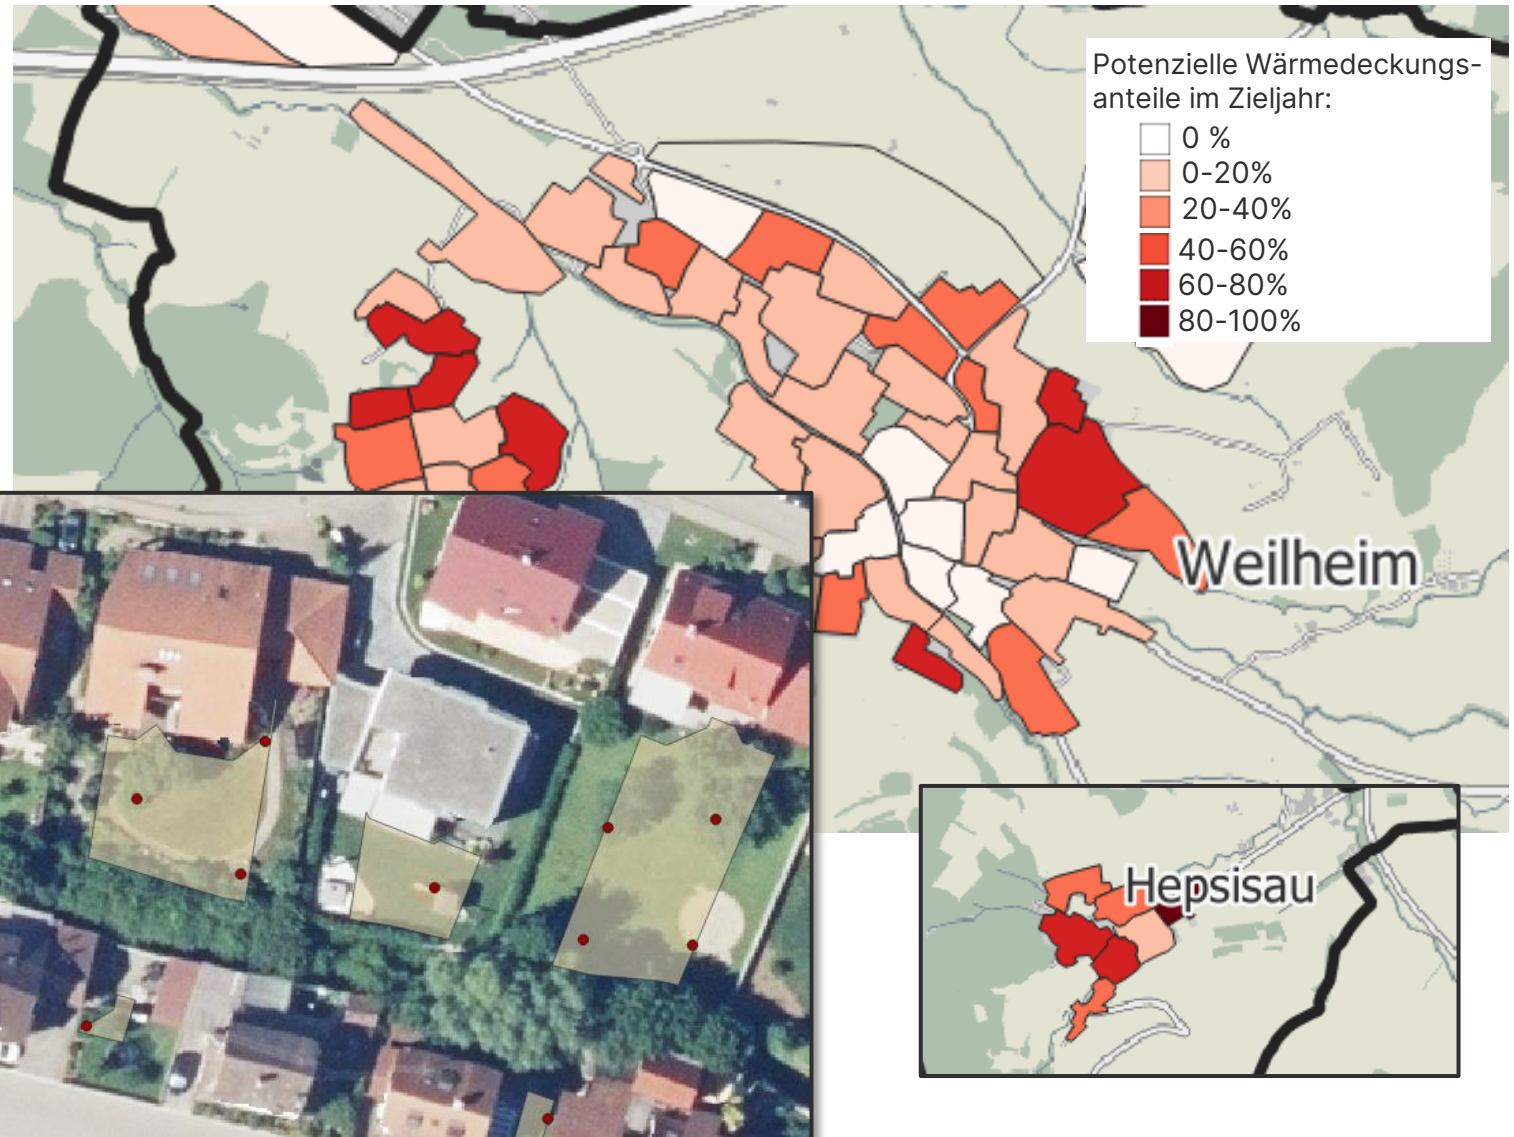 Potenzielle Wärmedeckungs-
anteile im Zieljahr:
0 %
0-20%
20-40%
40-60%
60-80%
80-100%
Weilheim
Hepsisau